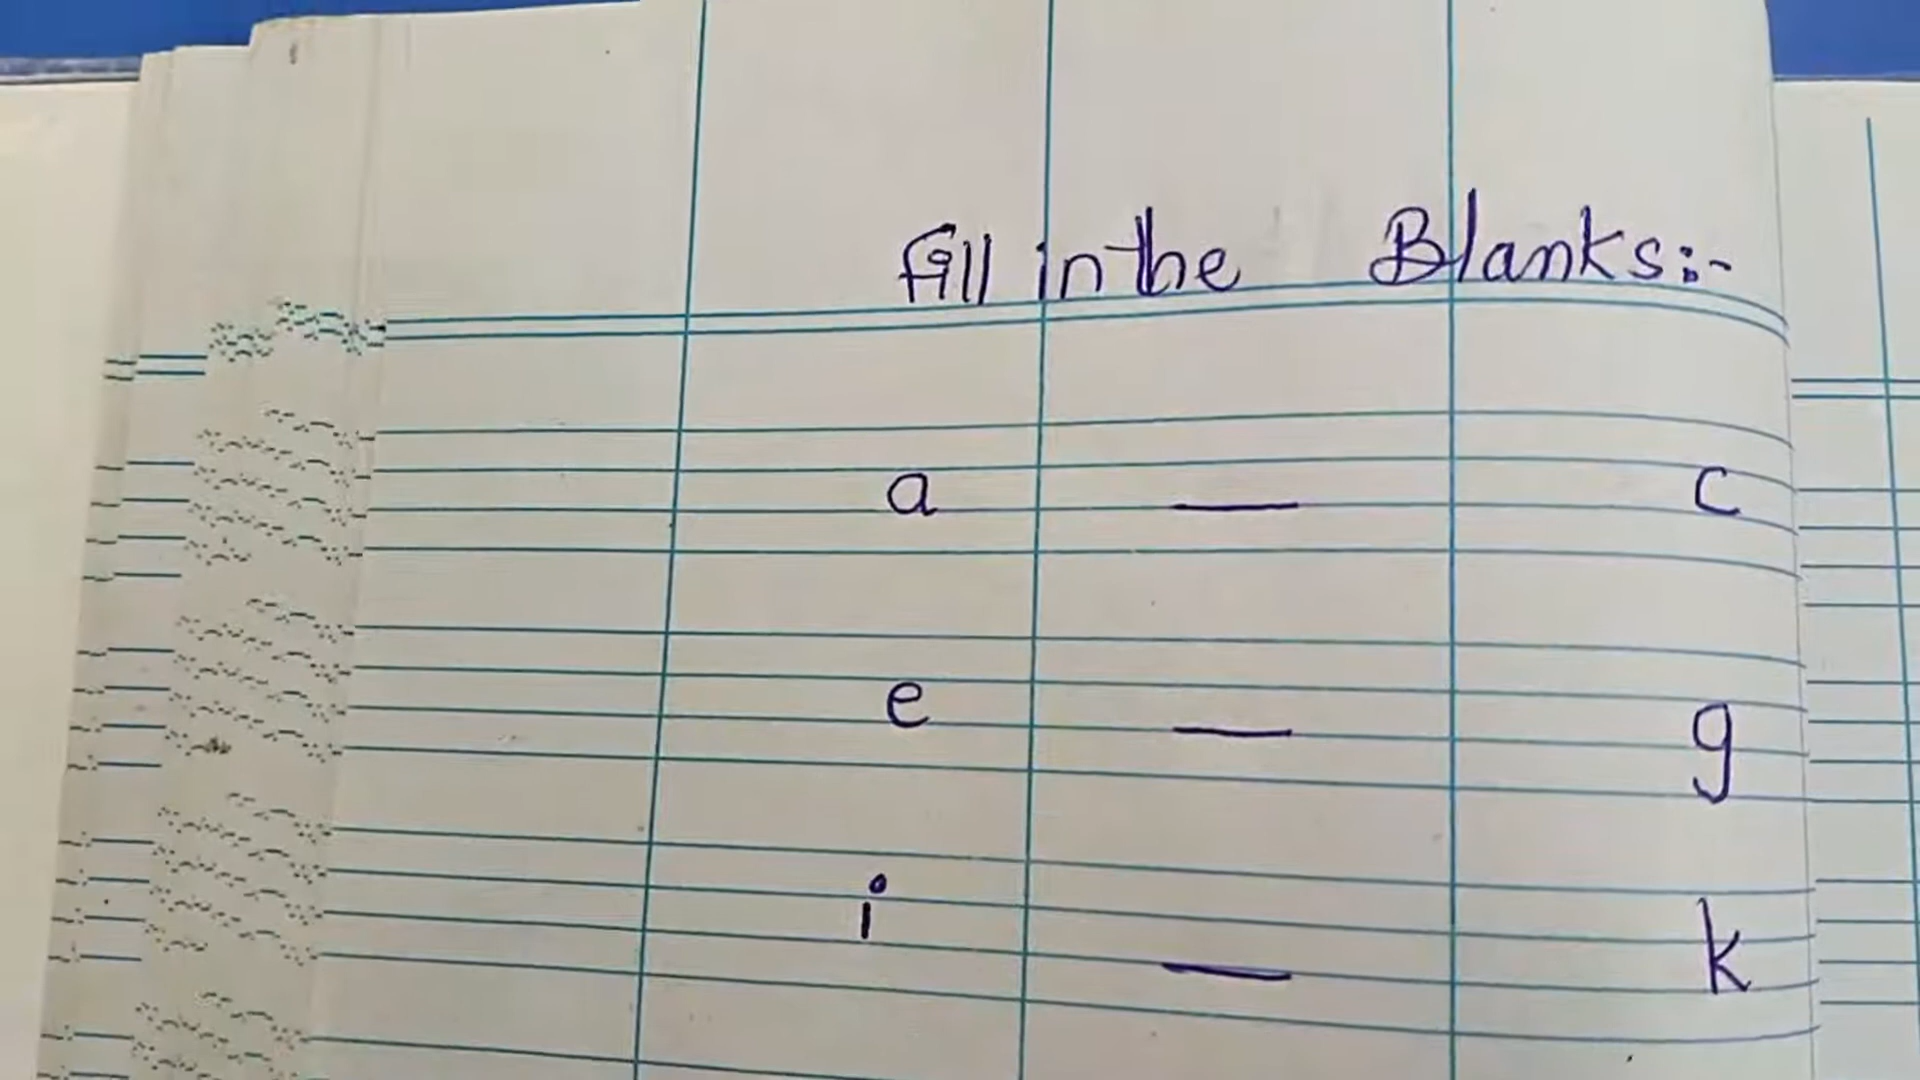 Fill in the Blanks:-
a — c
e — g
i — k